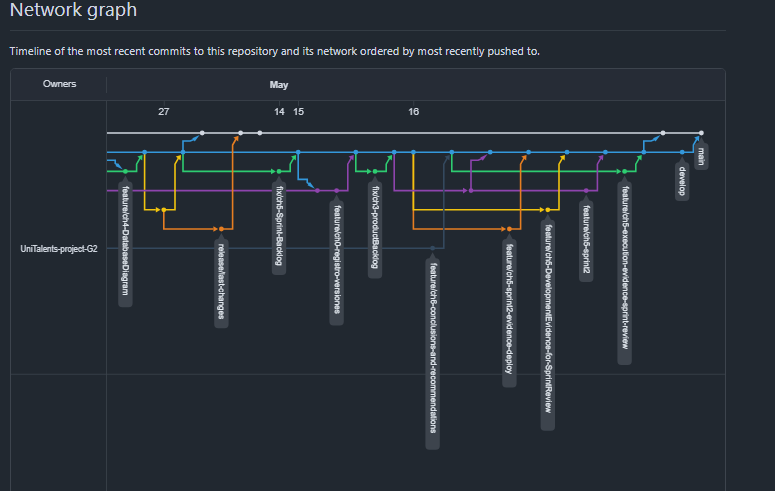 Network graph
Timeline of the most recent commits to this repository and its network ordered by most recently pushed to.
Owners
May
27
14
15
16
UniTalents-project-G2
feature/ch4-DatabaseDiagram
release/last-changes
fix/ch5-Sprint-Backlog
feature/ch0-registro-versiones
fix/ch3-productBacklog
feature/ch6-conclusions-and-recommendations
feature/ch5-sprint2-evidence-deploy
feature/ch5-DevelopmentEvidence-for-SprintReview
feature/ch5-sprint2
feature/ch5-execution-evidence-sprint-review
develop
main